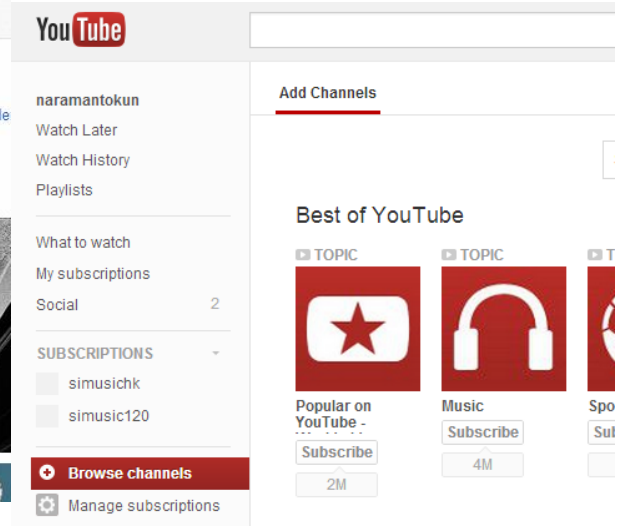 YouTube
naramantokun
Watch Later
Watch History
Playlists
What to watch
My subscriptions
Social 2
SUBSCRIPTIONS
simusichk
simusic120
Browse channels
Manage subscriptions
Add Channels
Best of YouTube
TOPIC
Popular on
YouTube -
Subscribe
2M
TOPIC
Music
Subscribe
4M